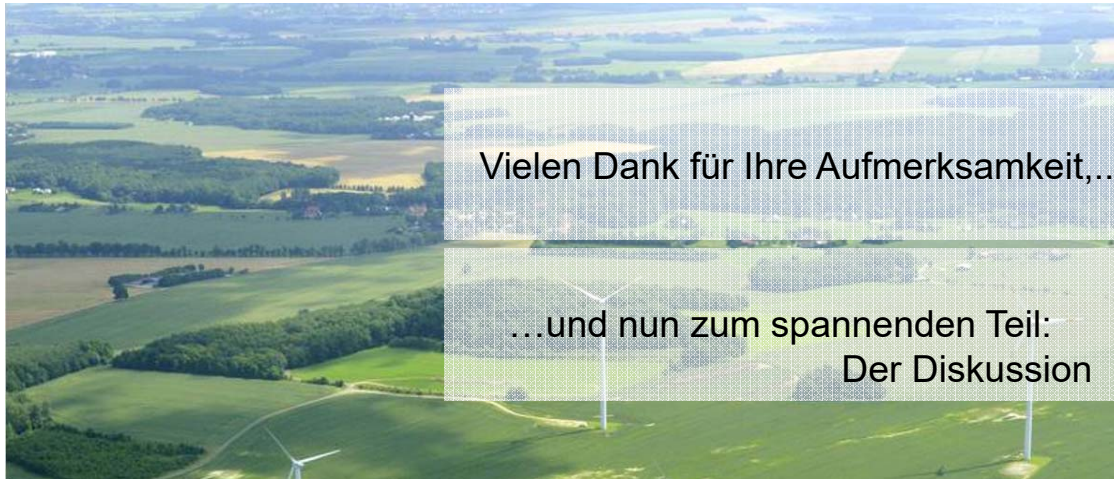 Vielen Dank für Ihre Aufmerksamkeit,..
…und nun zum spannenden Teil:
Der Diskussion